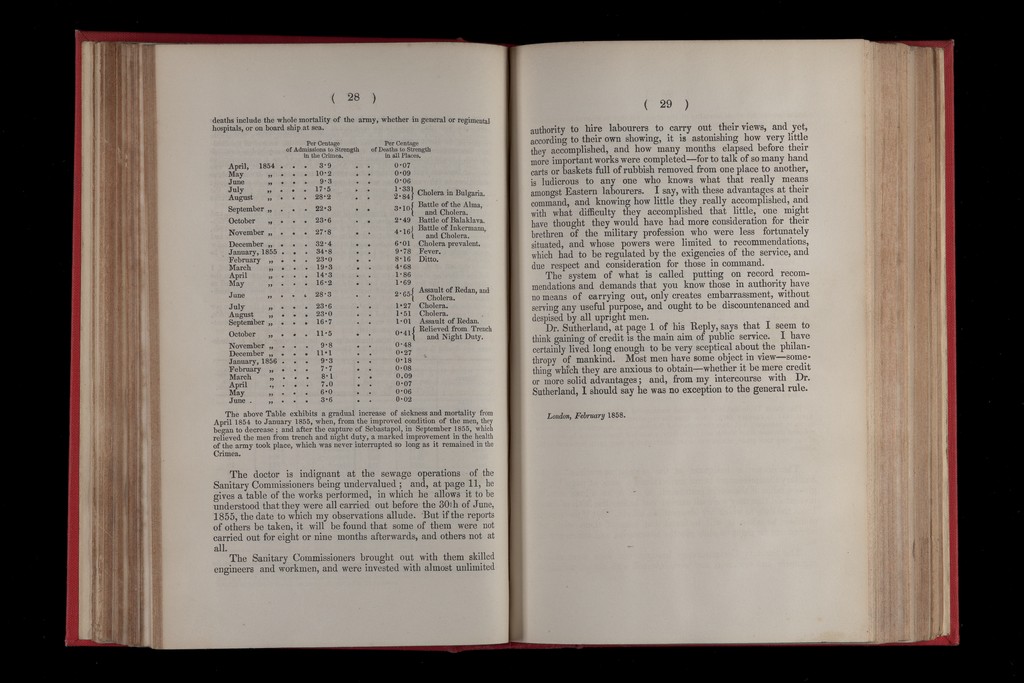 ( 28 )
deaths include the whole mortality of the army, whether in general or regimental
hospitals, or on board ship at sea.
Per Centage Per Centage
of Admissions to Strength of Deaths to Strength
in the Crimea. in all Places.
April, 1854 . . . 3·9 . . 0·07
May „ . . . 10·2 . . 0·09
June „ . . . 9·3 . . 0·06
July „ . . . 17·5 . . 1·33 } Cholera in Bulgaria.
August „ . . . 28·2 . . 2·84 }
September „ . . . 22·3 . . 3·10 { Battle of the Alma,
and Cholera.
October „ . . . 23·6 . . 2·49 Battle of Balaklava.
November „ . . . 27·8 . . 4·16 { Battle of Inkermann,
and Cholera.
December „ . . . 32·4 . . 6·01 Cholera prevalent.
January, 1855 . . . 34·8 . . 9·78 Fever.
February „ . . . 23·0 . . 8·16 Ditto.
March „ . . . 19·3 . . 4·68
April „ . . . 14·3 . . 1·86
May „ . . . 16·2 . . 1·69
June „ . . . 28·3 . . 2·65 { Assault of Redan, and
Cholera.
July „ . . . 23·6 . . 1·27 Cholera.
August „ . . . 23·0 . . 1·51 Cholera.
September „ . . . 16·7 . . 1·01 Assault of Redan.
October „ . . . 11·5 . . 0·41 { Relieved from Trench
and Night Duty.
November „ . . . 9·8 . . 0·48
December „ . . . 11·1 . . 0·27
January, 1856 . . . 9·3 . . 0·18
February „ . . . 7·7 . . 0·08
March „ . . . 8·1 . . 0.09
April „ . . . 7.0 . . 0·07
May „ . . . 6·0 . . 0·06
June . „ . . . 3·6 . . 0·02
The above Table exhibits a gradual increase of sickness and mortality from
April 1854 to January 1855, when, from the improved condition of the men, they
began to decrease ; and after the capture of Sebastapol, in September 1855, which
relieved the men from trench and night duty, a marked improvement in the health
of the army took place, which was never interrupted so long as it remained in the
Crimea.
The doctor is indignant at the sewage operations of the
Sanitary Commissioners being undervalued ; and, at page 11, he
gives a table of the works performed, in which he allows it to be
understood that they were all carried out before the 30th of June,
1855, the date to which my observations allude. But if the reports
of others be taken, it will be found that some of them were not
carried out for eight or nine months afterwards, and others not at
all.
The Sanitary Commissioners brought out with them skilled
engineers and workmen, and were invested with almost unlimited
( 29 )
authority to hire labourers to carry out their views, and yet,
according to their own showing, it is astonishing how very little
they accomplished, and how many months elapsed before their
more important works were completed—for to talk of so many hand
carts or baskets full of rubbish removed from one place to another,
is ludicrous to any one who knows what that really means
amongst Eastern labourers. I say, with these advantages at their
command, and knowing how little they really accomplished, and
with what difficulty they accomplished that little, one might
have thought they would have had more consideration for their
brethren of the military profession who were less fortunately
situated, and whose powers were limited to recommendations,
which had to be regulated by the exigencies of the service, and
due respect and consideration for those in command.
The system of what is called putting on record recom-
mendations and demands that you know those in authority have
no means of carrying out, only creates embarrassment, without
serving any useful purpose, and ought to be discountenanced and
despised by all upright men.
Dr. Sutherland, at page 1 of his Reply, says that I seem to
think gaining of credit is the main aim of public service. I have
certainly lived long enough to be very sceptical about the philan-
thropy of mankind. Most men have some object in view—some-
thing which they are anxious to obtain—whether it be mere credit
or more solid advantages ; and, from my intercourse with Dr.
Sutherland, I should say he was no exception to the general rule.
London, February 1858.